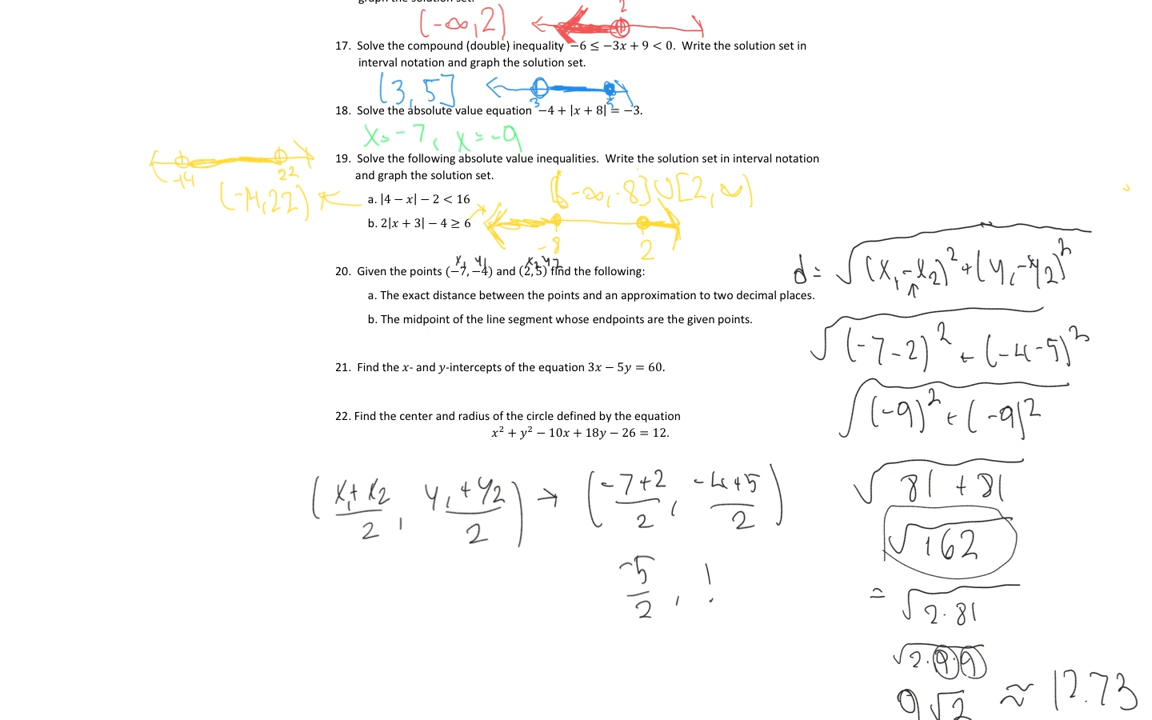 (-∞,2) 2
17. Solve the compound (double) inequality −6 ≤ −3x + 9 < 0. Write the solution set in
interval notation and graph the solution set.
(3,5] 3 5
18. Solve the absolute value equation −4 + |x + 8| = −3.
x=-7, x=-9
19. Solve the following absolute value inequalities. Write the solution set in interval notation
and graph the solution set.
-14 22
(-14,22)
(-∞,-8]∪[2,∞)
a. |4 − x| − 2 < 16
b. 2|x + 3| − 4 ≥ 6
-8 2
x₁ y₁ x₂ y₂
20. Given the points (−7, −4) and (2,5) find the following:
a. The exact distance between the points and an approximation to two decimal places.
b. The midpoint of the line segment whose endpoints are the given points.
21. Find the x- and y-intercepts of the equation 3x − 5y = 60.
22. Find the center and radius of the circle defined by the equation
x² + y² − 10x + 18y − 26 = 12.
(x₁+x₂/2, y₁+y₂/2) → (-7+2/2, -4+5/2)
-5/2, 1
d = √(x₁-x₂)²+(y₁-y₂)²
√(-7-2)²+(-4-5)²
√(-9)²+(-9)²
√81+81
√162
= √2·81
√2·9·9
9√2 ≈ 12.73